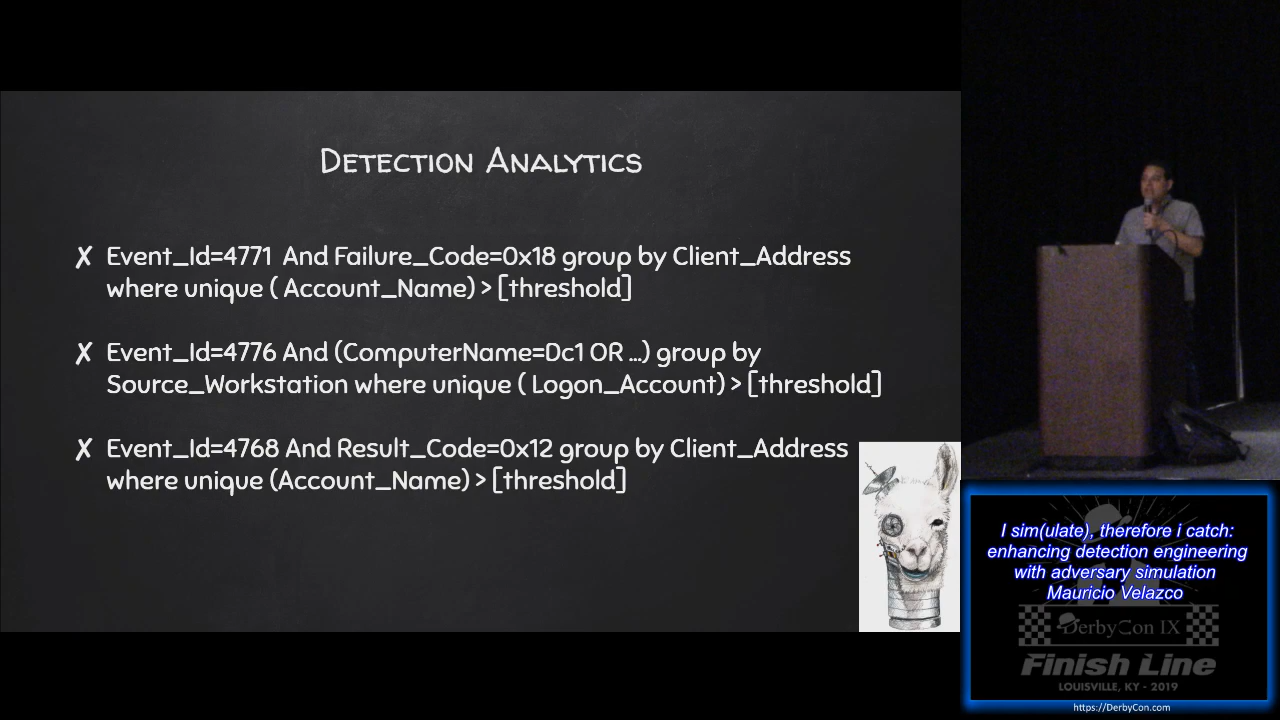 Detection Analytics
✗ Event_Id=4771 And Failure_Code=0x18 group by Client_Address
where unique ( Account_Name) > [threshold]
✗ Event_Id=4776 And (ComputerName=Dc1 OR ...) group by
Source_Workstation where unique ( Logon_Account) > [threshold]
✗ Event_Id=4768 And Result_Code=0x12 group by Client_Address
where unique (Account_Name) > [threshold]
I sim(ulate), therefore i catch:
enhancing detection engineering
with adversary simulation
Mauricio Velazco
DerbyCon IX
Finish Line
LOUISVILLE, KY - 2019
https://DerbyCon.com